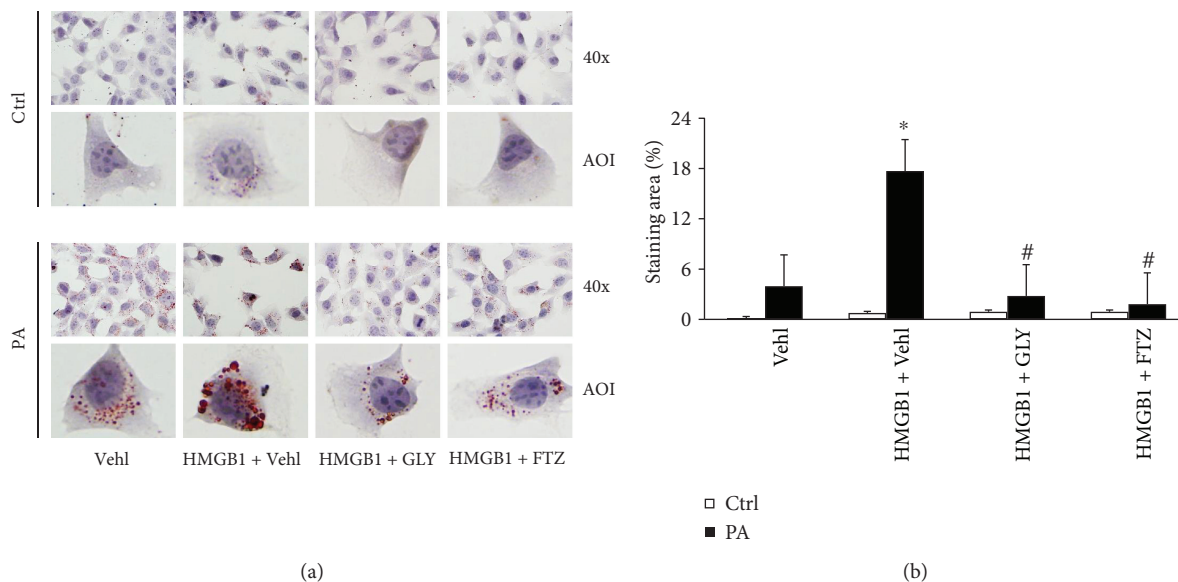 Ctrl
40x
AOI
PA
40x
AOI
Vehl
HMGB1 + Vehl
HMGB1 + GLY
HMGB1 + FTZ
(a)
Staining area (%)
24
18
12
6
0
*
#
#
Vehl
HMGB1 + Vehl
HMGB1 + GLY
HMGB1 + FTZ
Ctrl
PA
(b)